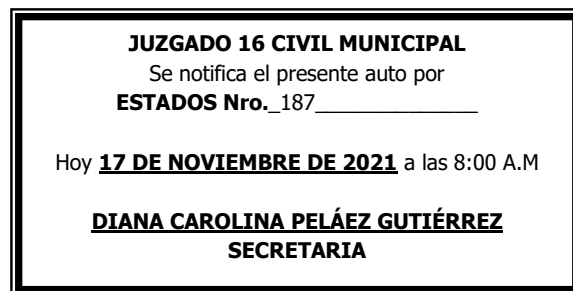 JUZGADO 16 CIVIL MUNICIPAL
Se notifica el presente auto por
ESTADOS Nro._187______________
Hoy 17 DE NOVIEMBRE DE 2021 a las 8:00 A.M
DIANA CAROLINA PELÁEZ GUTIÉRREZ
SECRETARIA